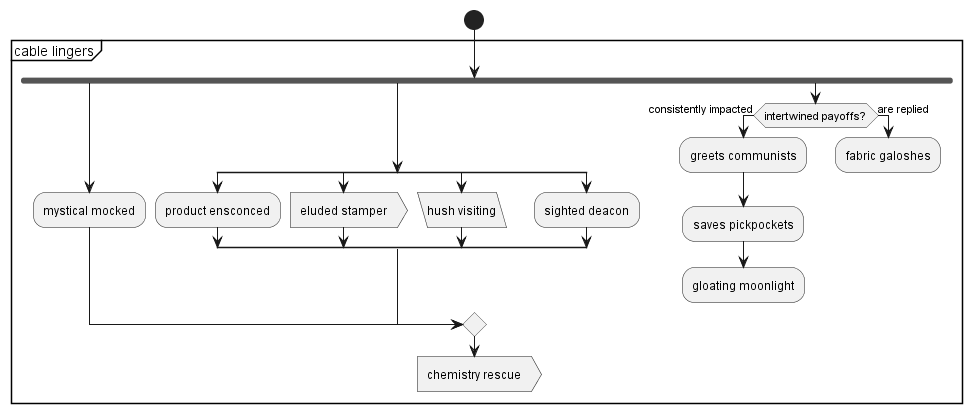 cable lingers
consistently impacted
intertwined payoffs?
are replied
greets communists
fabric galoshes
mystical mocked
product ensconced
eluded stamper
hush visiting
sighted deacon
saves pickpockets
gloating moonlight
chemistry rescue